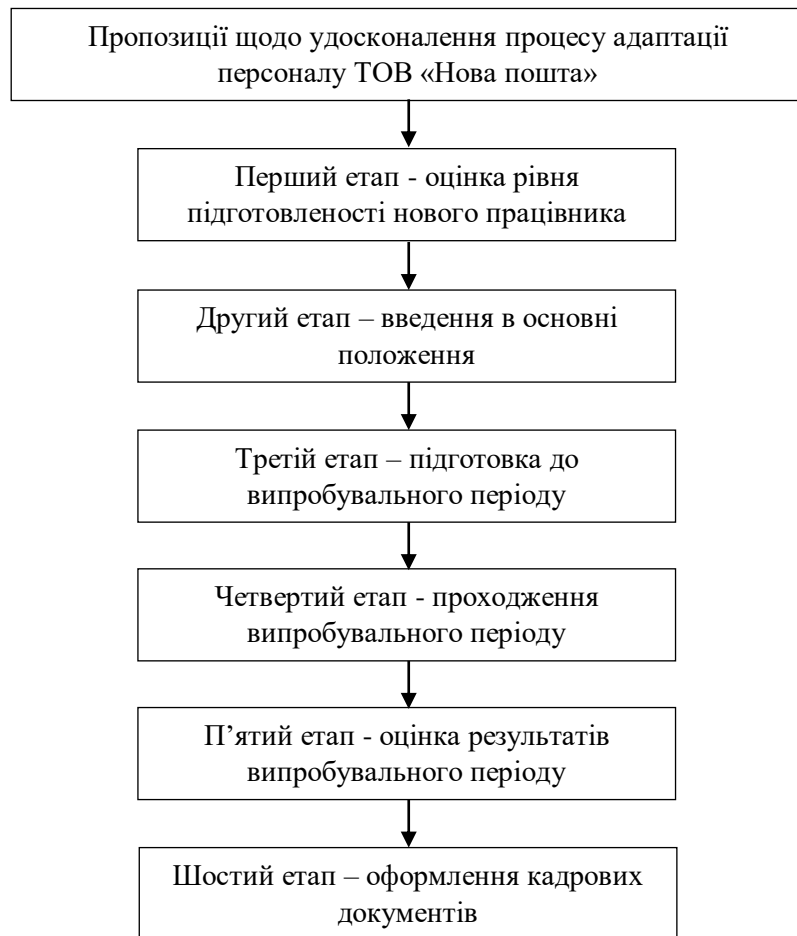 Пропозиції щодо удосконалення процесу адаптації
персоналу ТОВ «Нова пошта»
Перший етап - оцінка рівня
підготовленості нового працівника
Другий етап – введення в основні
положення
Третій етап – підготовка до
випробувального періоду
Четвертий етап - проходження
випробувального періоду
П’ятий етап - оцінка результатів
випробувального періоду
Шостий етап – оформлення кадрових
документів